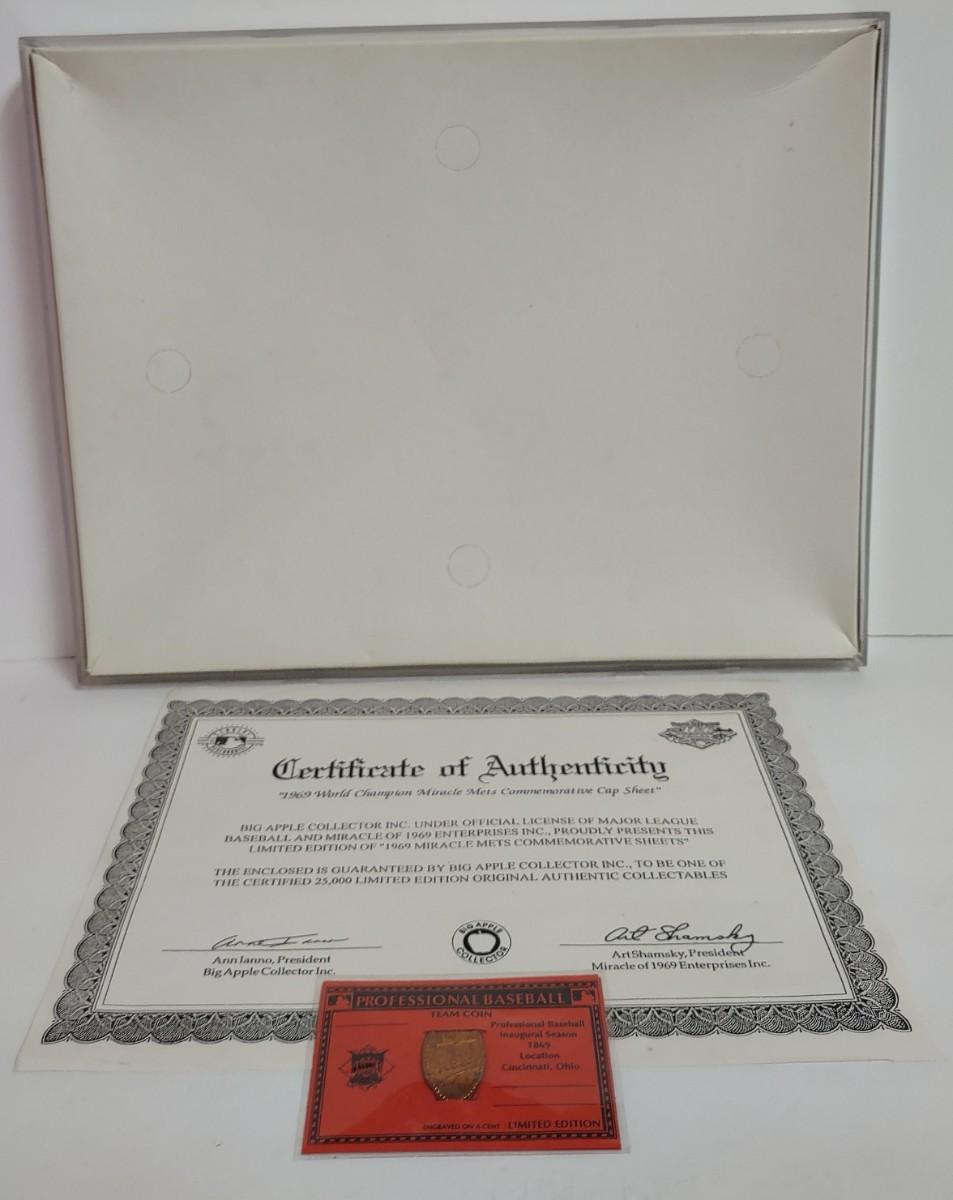 Certificate of Authenticity
"1969 World Champion Miracle Mets Commemorative Cap Sheet"
BIG APPLE COLLECTOR INC. UNDER OFFICIAL LICENSE OF MAJOR LEAGUE
BASEBALL AND MIRACLE OF 1969 ENTERPRISES INC., PROUDLY PRESENTS THIS
LIMITED EDITION OF "1969 MIRACLE METS COMMEMORATIVE SHEETS"
THE ENCLOSED IS GUARANTEED BY BIG APPLE COLLECTOR INC., TO BE ONE OF
THE CERTIFIED 25,000 LIMITED EDITION ORIGINAL AUTHENTIC COLLECTABLES
Ann Ianno, President
Big Apple Collector Inc.
BIG APPLE
COLLECTOR
Art Shamsky
Art Shamsky, President
Miracle of 1969 Enterprises Inc.
PROFESSIONAL BASEBALL
TEAM COIN
Professional Baseball
Inaugural Season
1869
Location
Cincinnati, Ohio
ENGRAVED ON A CENT LIMITED EDITION